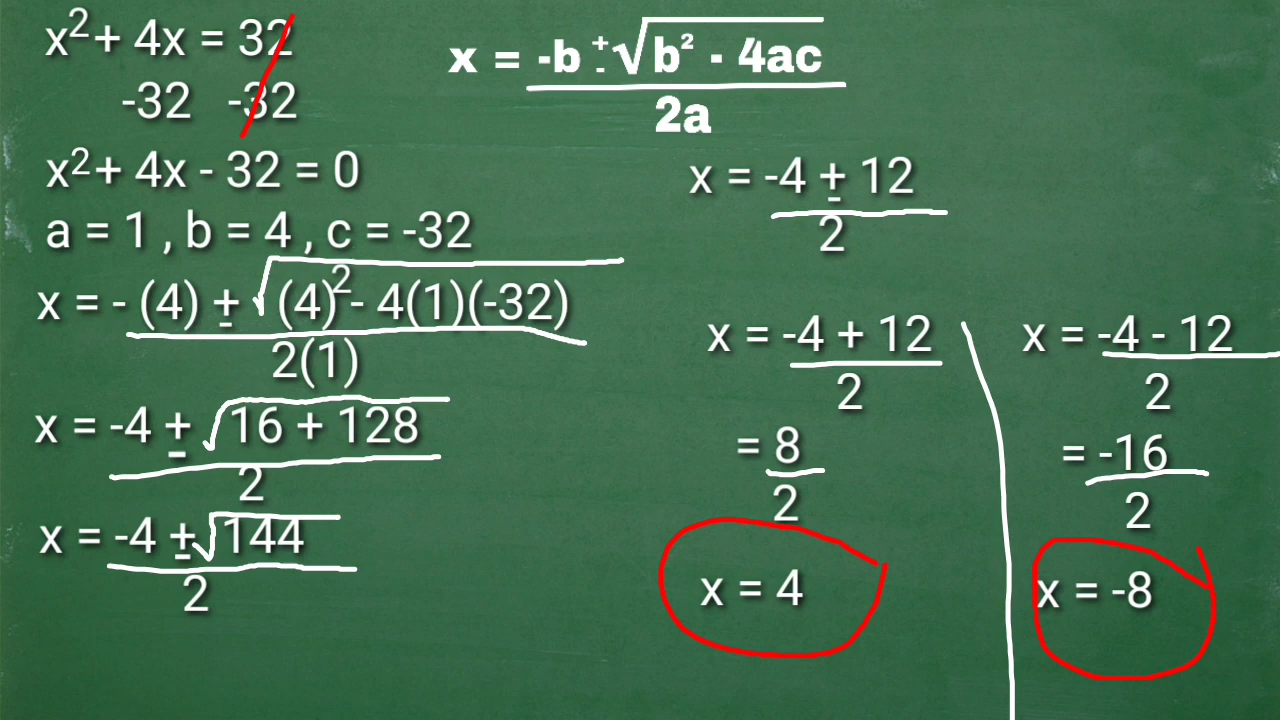 x² + 4x = 32
-32 -32
x² + 4x - 32 = 0
a = 1 , b = 4 , c = -32
x = - (4) ± √(4)² - 4(1)(-32)
2(1)
x = -4 ± √16 + 128
2
x = -4 ± √144
2
x = -b ± √b² - 4ac
2a
x = -4 ± 12
2
x = -4 + 12
2
= 8
2
x = 4
x = -4 - 12
2
= -16
2
x = -8